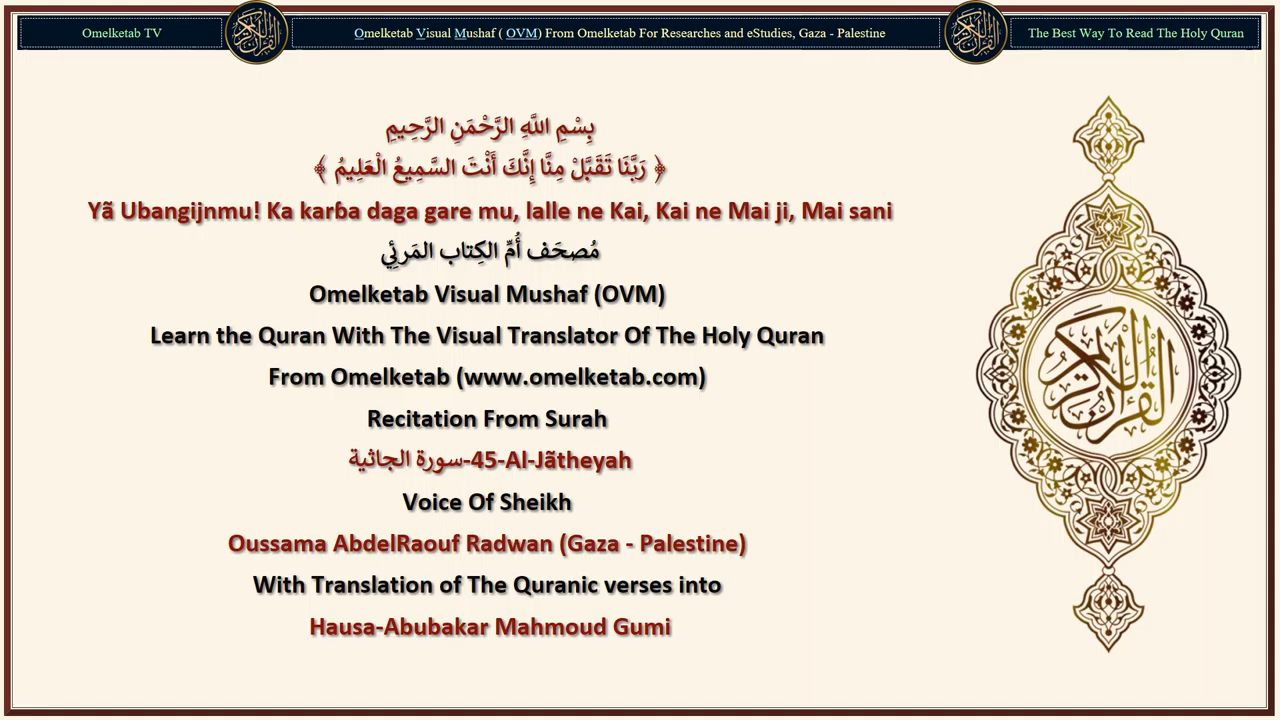 Omelketab TV
Omelketab Visual Mushaf ( OVM) From Omelketab For Researches and eStudies, Gaza - Palestine
The Best Way To Read The Holy Quran
بِسْمِ اللَّهِ الرَّحْمَنِ الرَّحِيمِ
﴿ رَبَّنَا تَقَبَّلْ مِنَّا إِنَّكَ أَنْتَ السَّمِيعُ الْعَلِيمُ ﴾
Yã Ubangijnmu! Ka karɓa daga gare mu, lalle ne Kai, Kai ne Mai ji, Mai sani
مُصحَف أُمِّ الكِتاب المَرئِي
Omelketab Visual Mushaf (OVM)
Learn the Quran With The Visual Translator Of The Holy Quran
From Omelketab (www.omelketab.com)
Recitation From Surah
سورة الجاثية-45-Al-Jãtheyah
Voice Of Sheikh
Oussama AbdelRaouf Radwan (Gaza - Palestine)
With Translation of The Quranic verses into
Hausa-Abubakar Mahmoud Gumi
القرآن الكريم